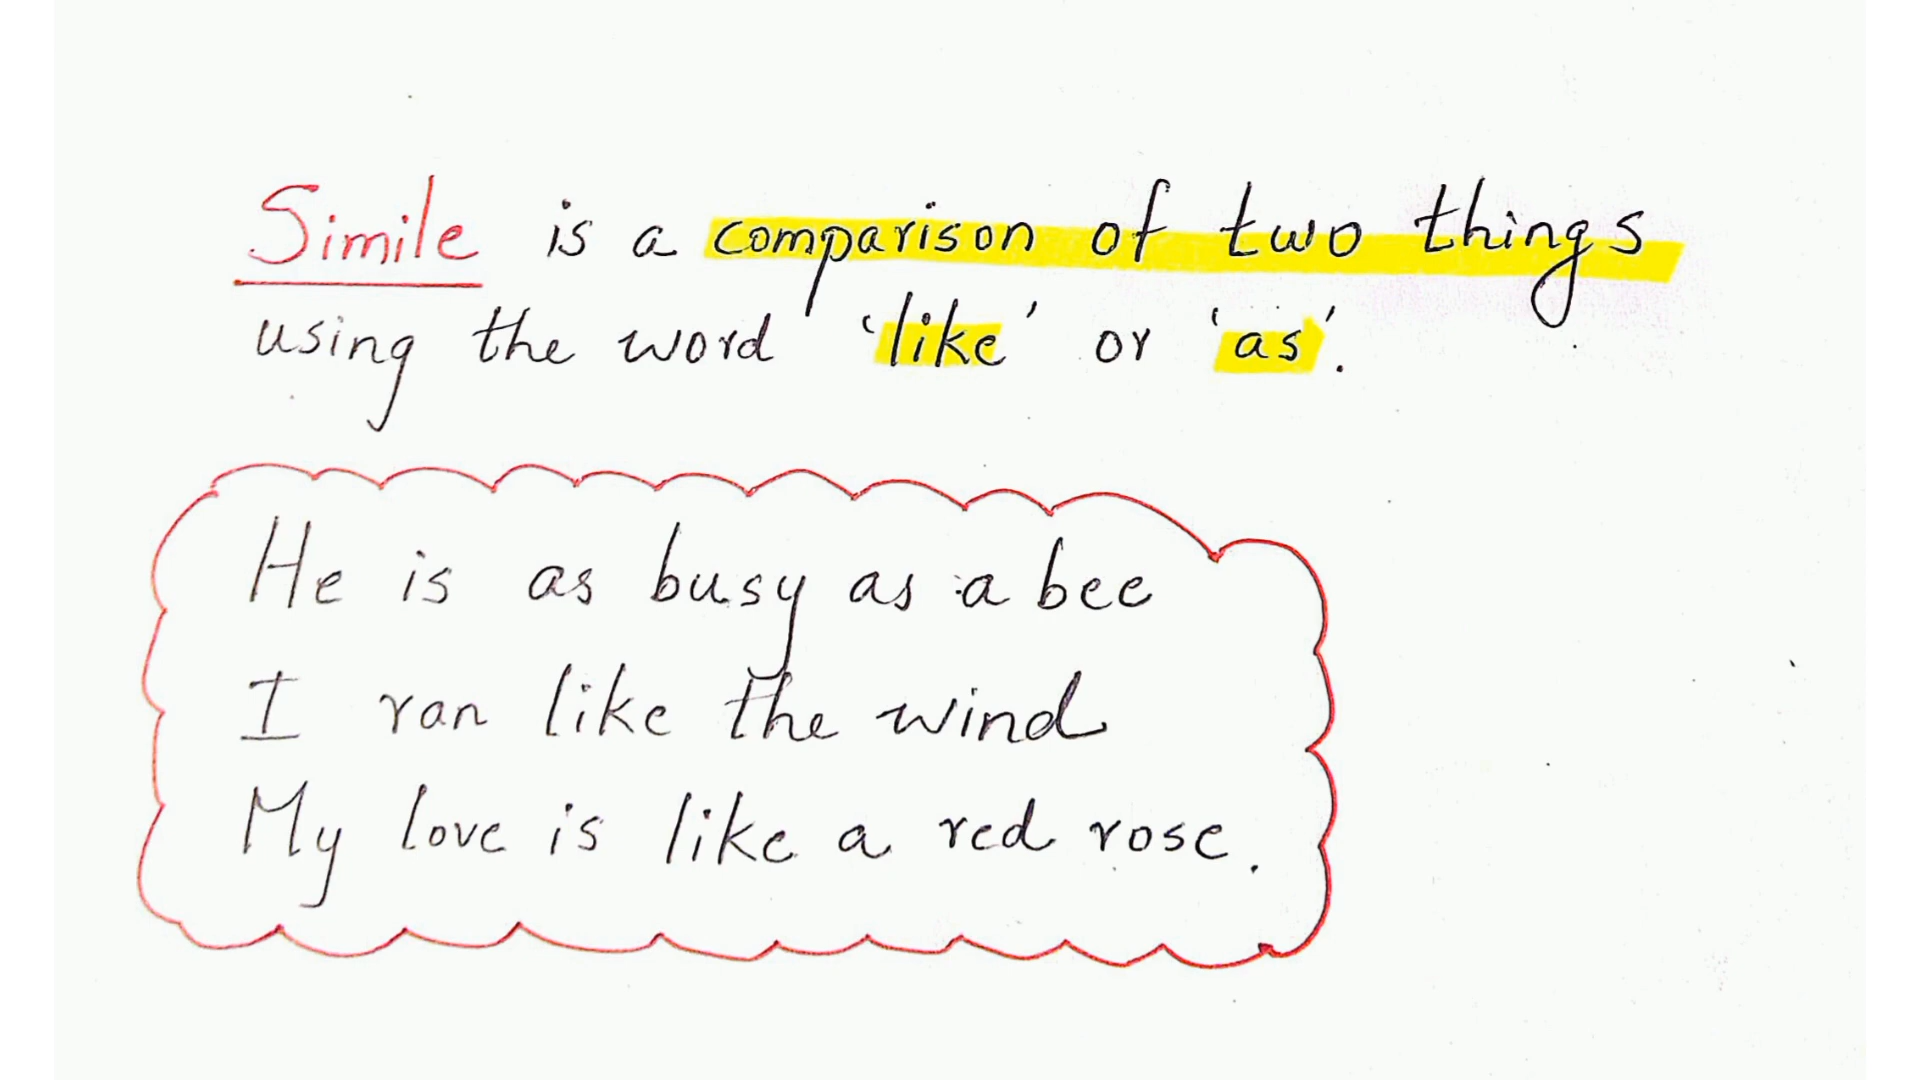 Simile is a comparison of two things
using the word 'like' or 'as'.
He is as busy as a bee
I ran like the wind
My love is like a red rose.